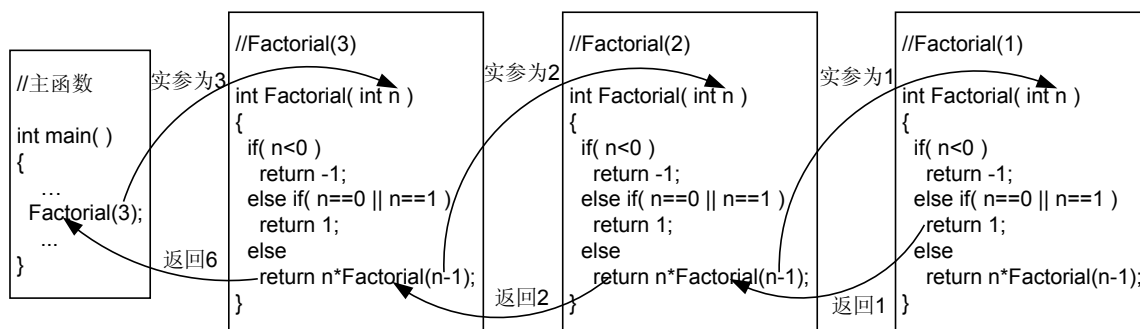 //主函数
int main( )
{
...
Factorial(3);
...
}
实参为3
返回6
//Factorial(3)
int Factorial( int n )
{
if( n<0 )
return -1;
else if( n==0 || n==1 )
return 1;
else
return n*Factorial(n-1);
}
实参为2
返回2
//Factorial(2)
int Factorial( int n )
{
if( n<0 )
return -1;
else if( n==0 || n==1 )
return 1;
else
return n*Factorial(n-1);
}
实参为1
返回1
//Factorial(1)
int Factorial( int n )
{
if( n<0 )
return -1;
else if( n==0 || n==1 )
return 1;
else
return n*Factorial(n-1);
}